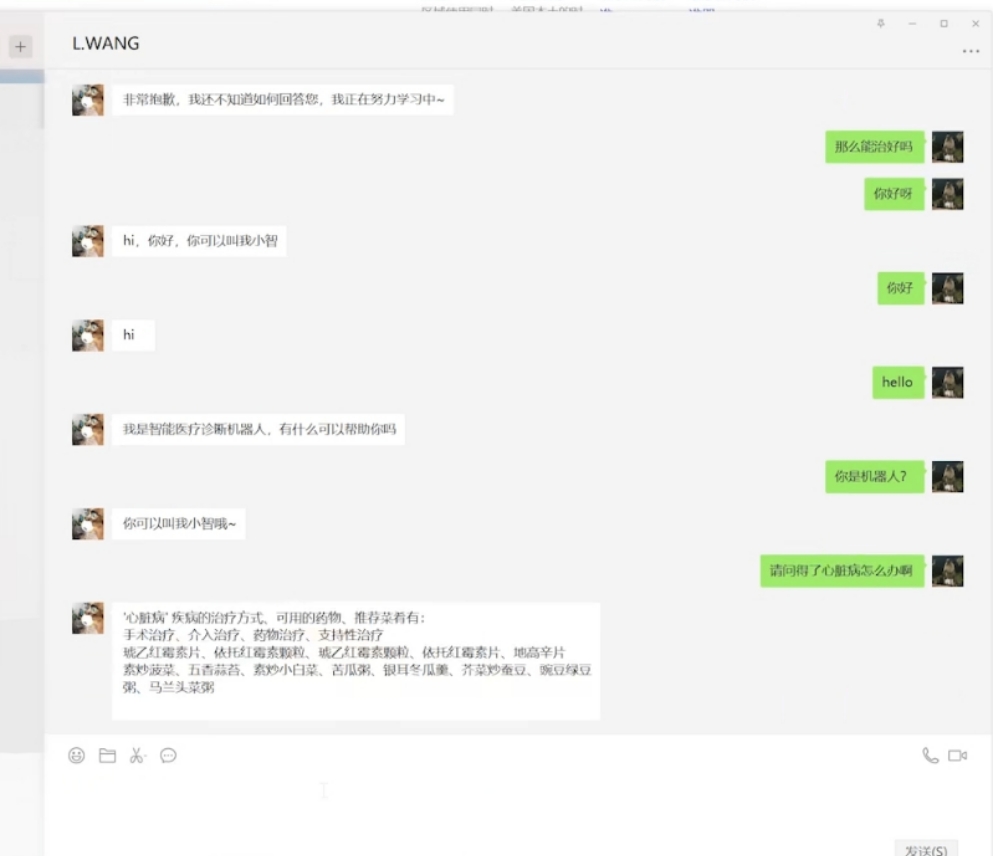 L.WANG
非常抱歉，我还不知道如何回答您，我正在努力学习中~
那么能治好吗
你好呀
hi，你好，你可以叫我小智
你好
hi
hello
我是智能医疗诊断机器人，有什么可以帮助你吗
你是机器人？
你可以叫我小智哦~
请问得了心脏病怎么办啊
'心脏病' 疾病的治疗方式、可用的药物、推荐菜肴有：
手术治疗、介入治疗、药物治疗、支持性治疗
琥乙红霉素片、依托红霉素颗粒、琥乙红霉素颗粒、依托红霉素片、地高辛片
素炒菠菜、五香蒜苔、素炒小白菜、苦瓜粥、银耳冬瓜羹、芥菜炒蚕豆、豌豆绿豆
粥、马兰头菜粥
发送(S)